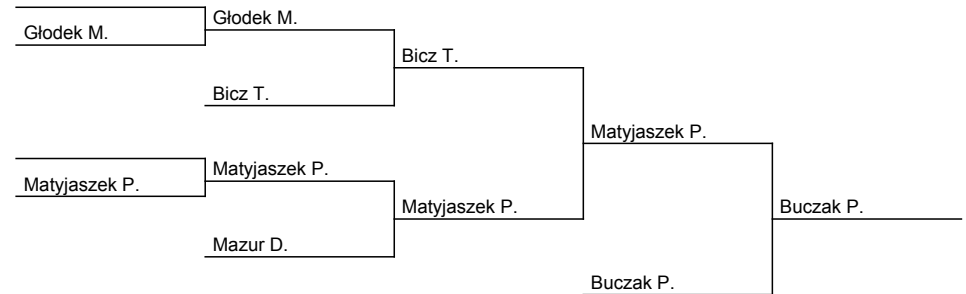 Głodek M.
Głodek M.
Bicz T.
Bicz T.
Matyjaszek P.
Matyjaszek P.
Matyjaszek P.
Matyjaszek P.
Buczak P.
Mazur D.
Buczak P.